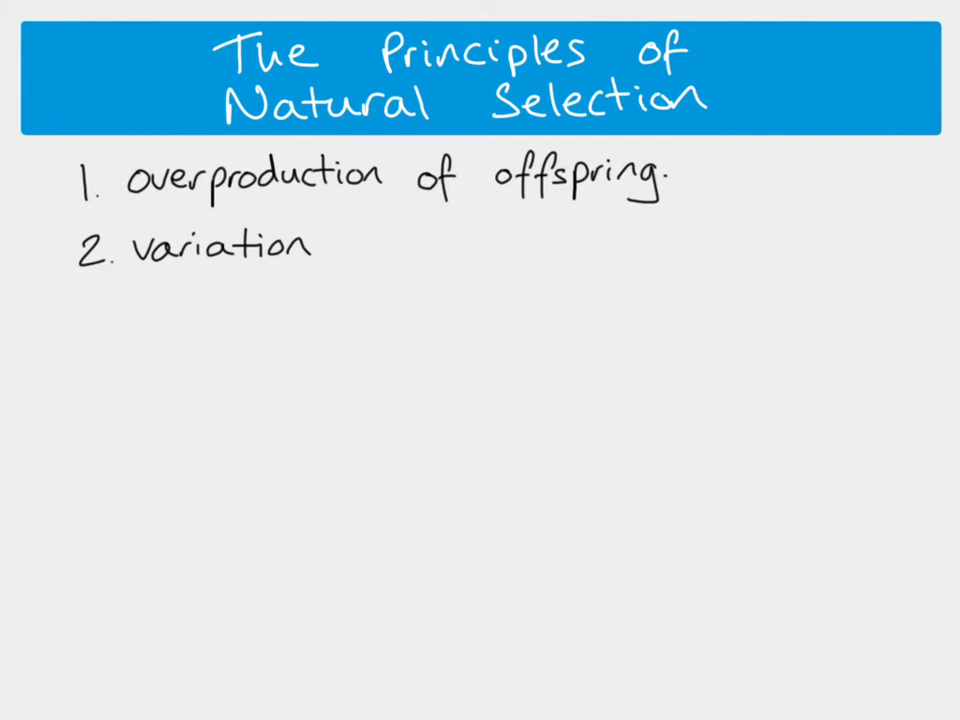 The Principles of
Natural Selection
1. overproduction of offspring.
2. variation